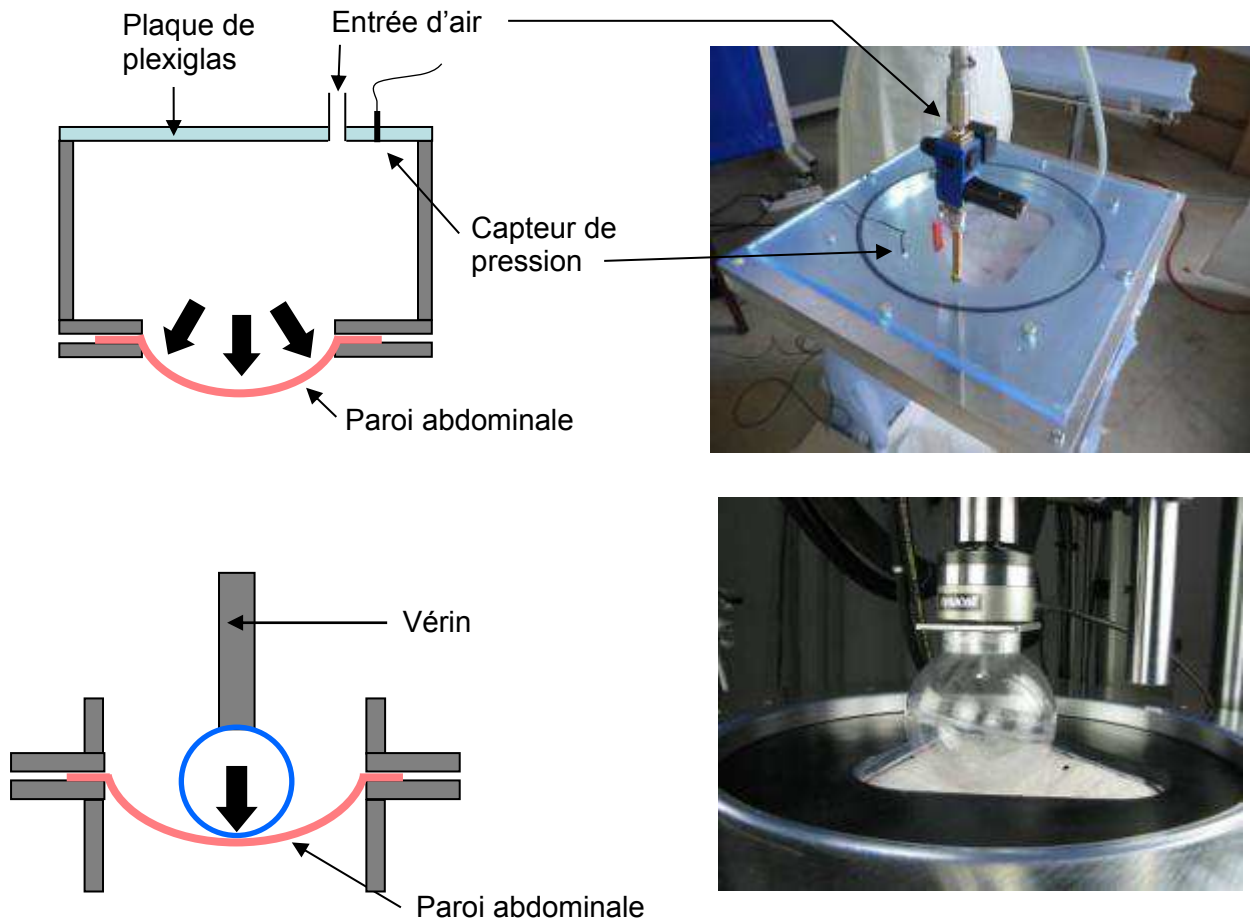 Plaque de
plexiglas
Entrée d’air
Capteur de
pression
Paroi abdominale
Vérin
Paroi abdominale